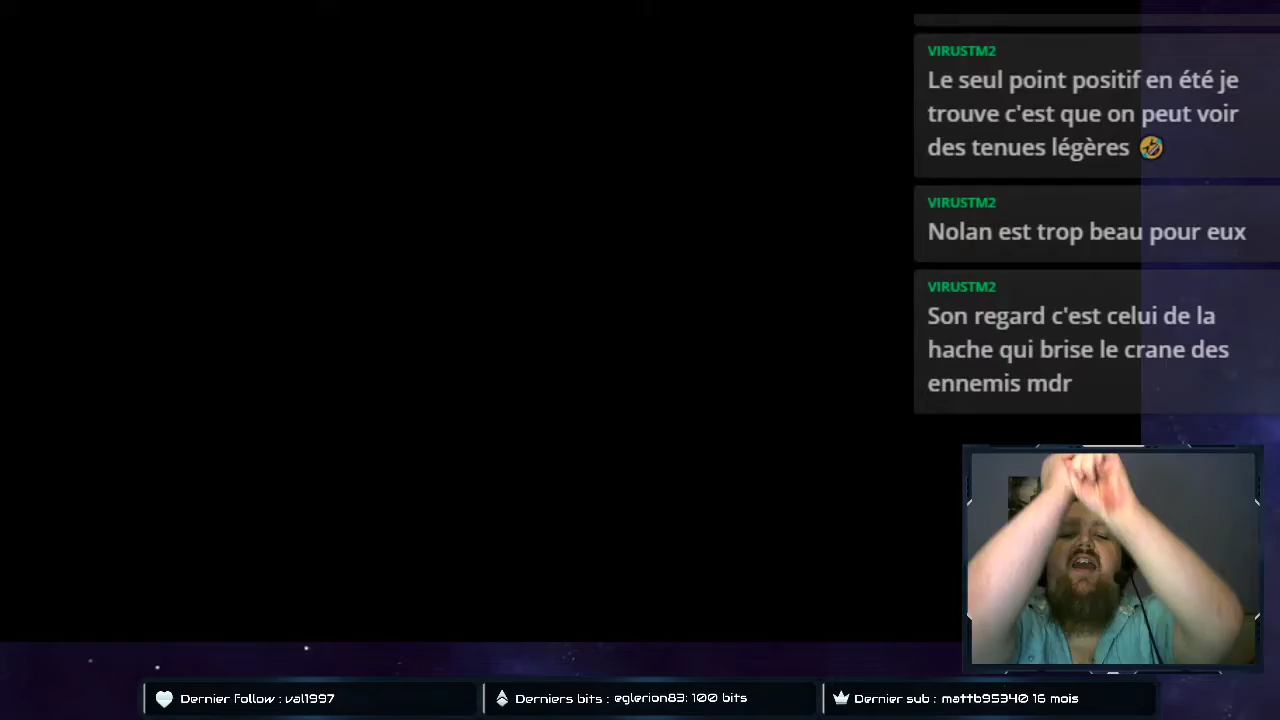 VIRUSTM2
Le seul point positif en été je
trouve c'est que on peut voir
des tenues légères 🤣
VIRUSTM2
Nolan est trop beau pour eux
VIRUSTM2
Son regard c'est celui de la
hache qui brise le crane des
ennemis mdr
Dernier Follow : val1997
Derniers bits : eglerion83: 100 bits
Dernier sub : mattb95340 16 mois